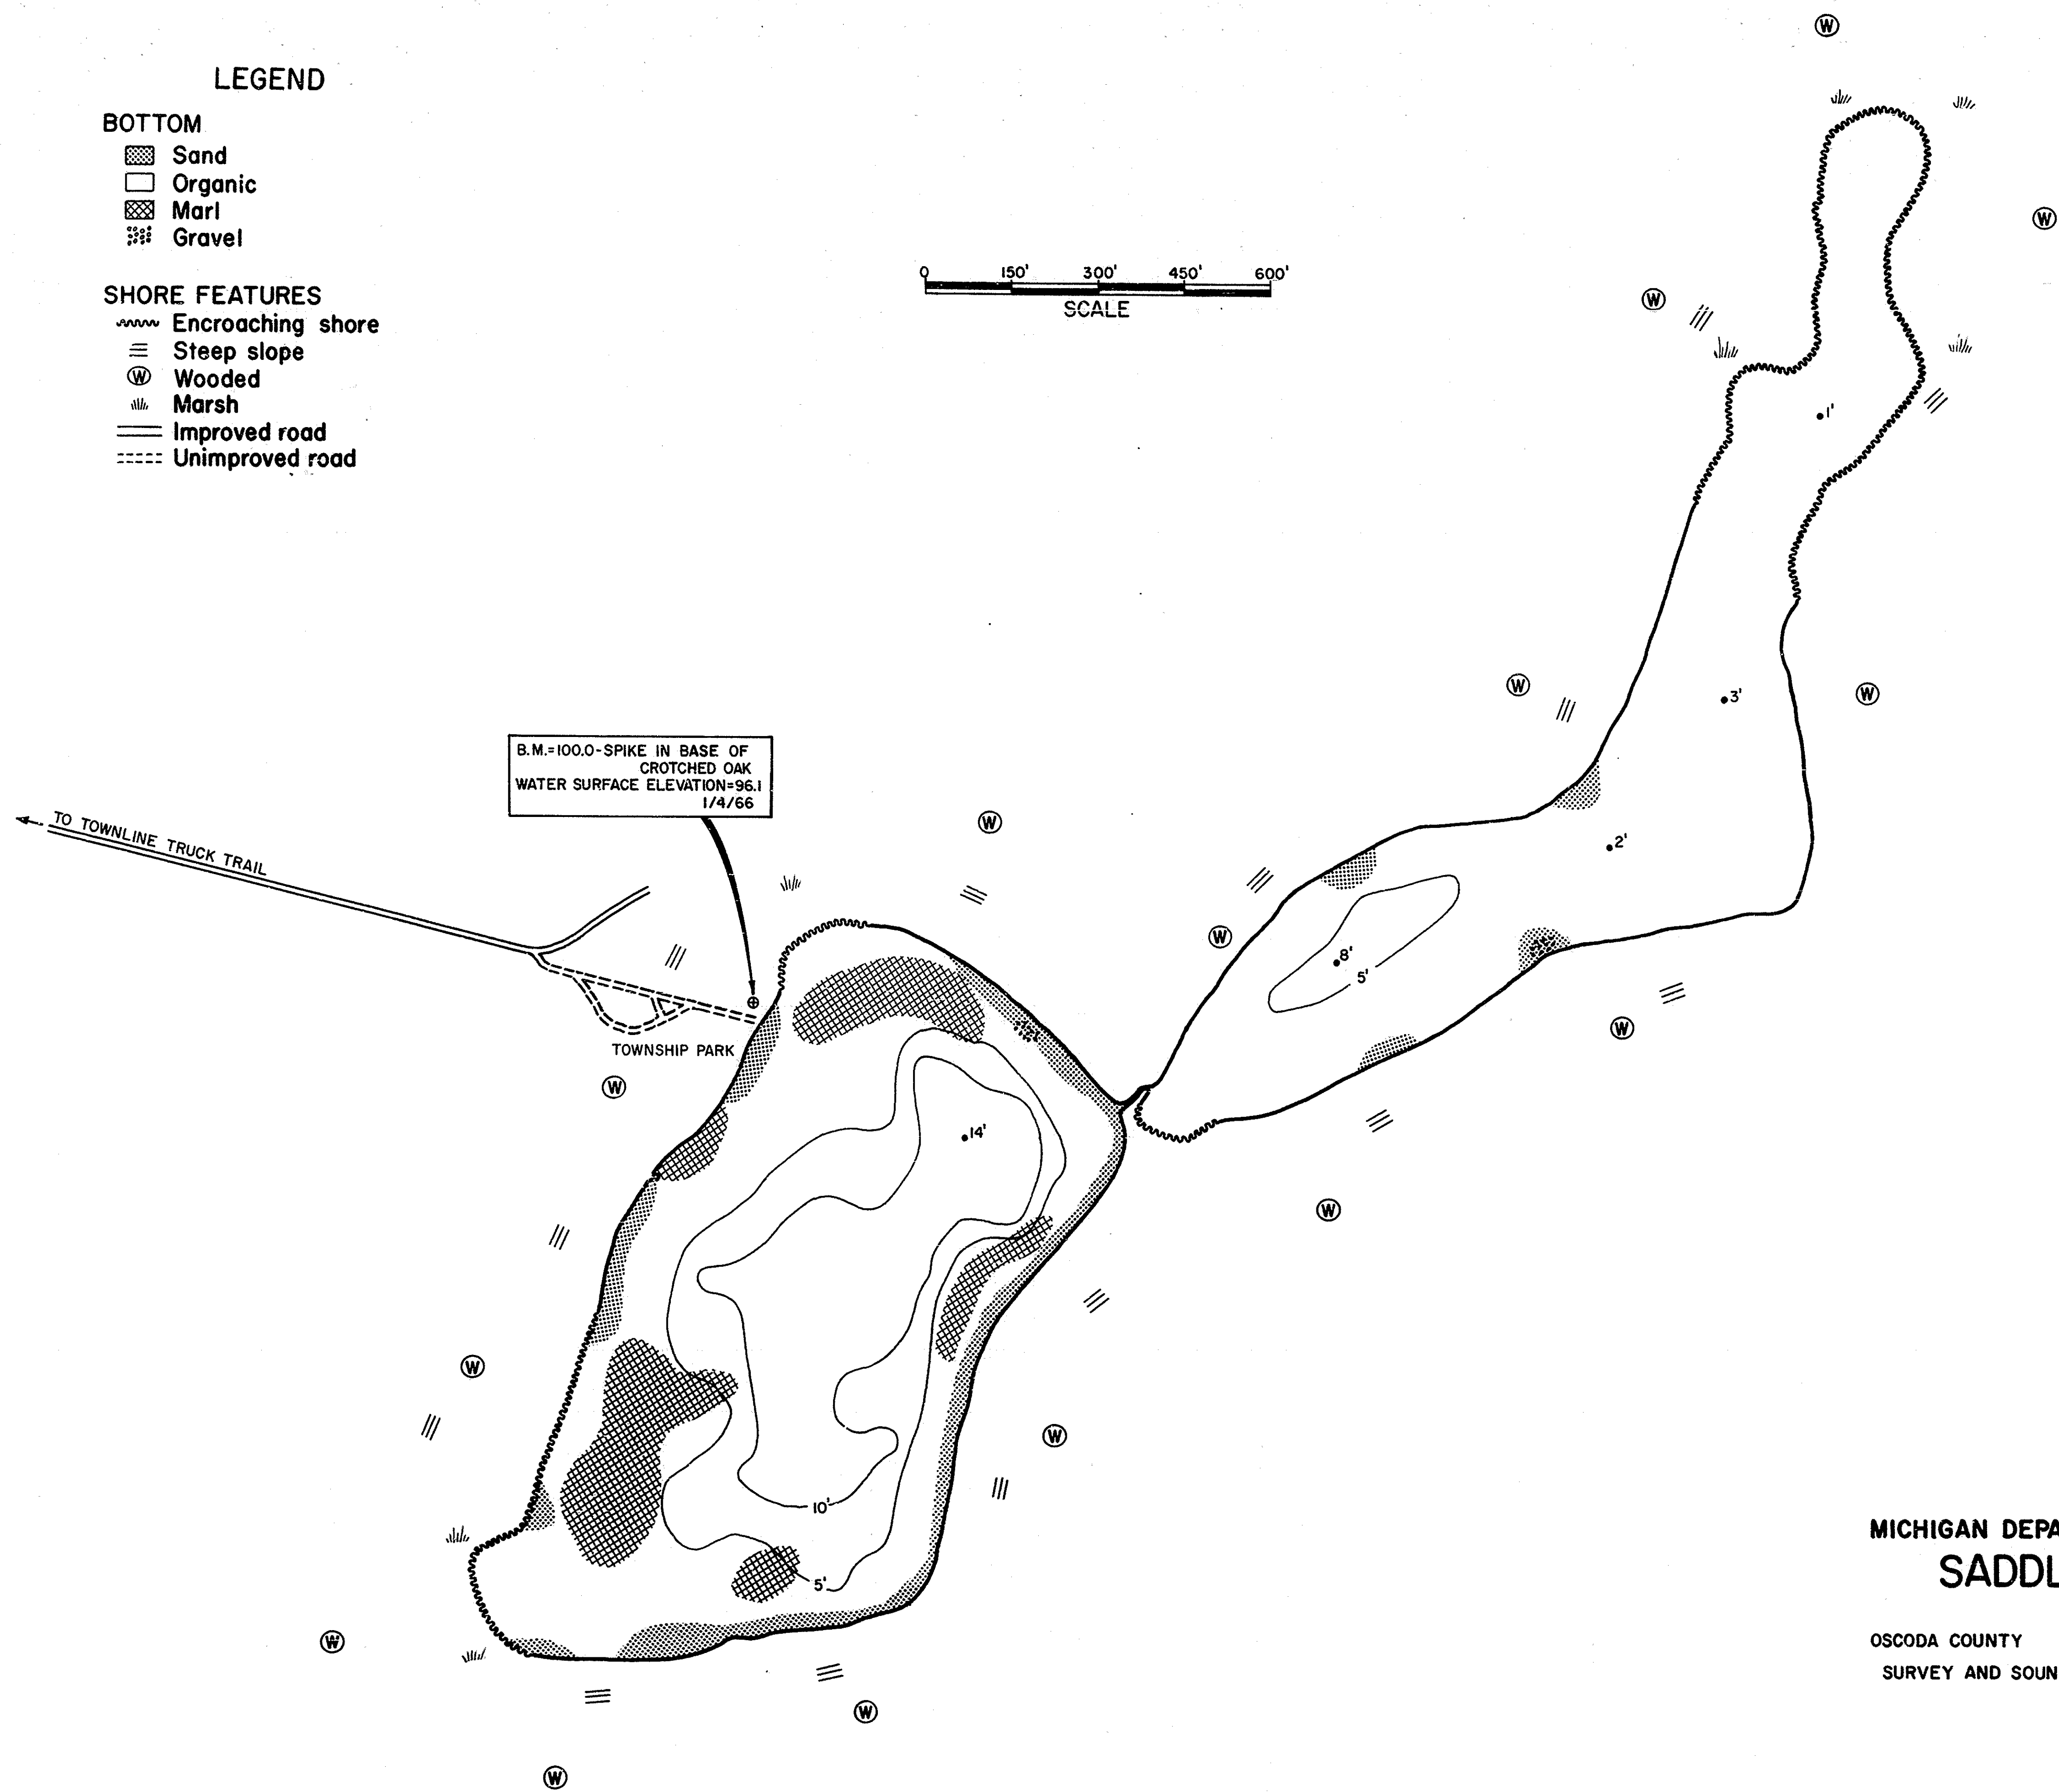 LEGEND
BOTTOM
Sand
Organic
Marl
Gravel
SHORE FEATURES
Encroaching shore
Steep slope
W Wooded
Marsh
Improved road
Unimproved road
0 150' 300' 450' 600'
SCALE
W
W
W
1'
W
3'
W
B.M.=100.0-SPIKE IN BASE OF
CROTCHED OAK
WATER SURFACE ELEVATION=96.1
1/4/66
TO TOWNLINE TRUCK TRAIL
W
2'
W
8'
5'
W
TOWNSHIP PARK
W
14'
W
W
W
10'
5'
W
W
W
MICHIGAN DEPA
SADDL
OSCODA COUNTY
SURVEY AND SOUN